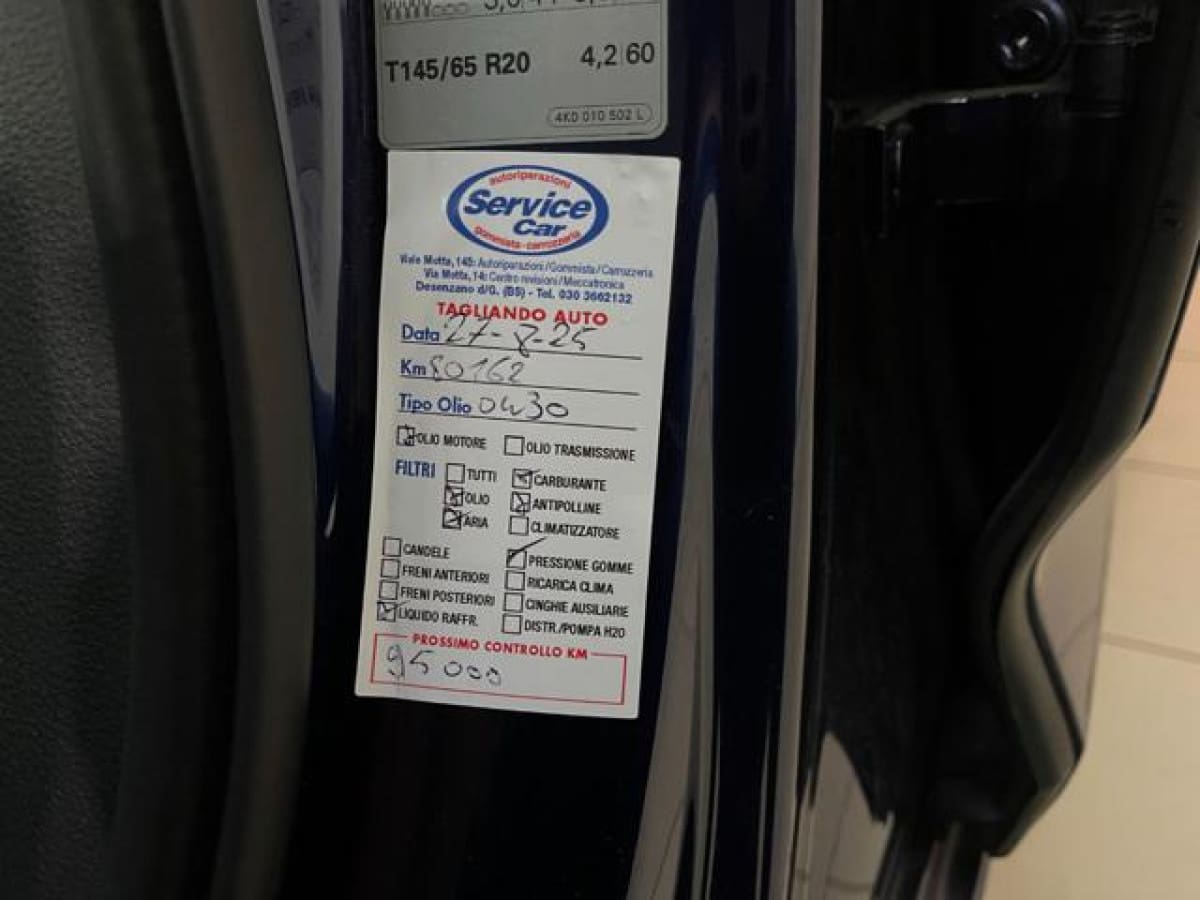 T145/65 R20 4,2 60
4K0 010 502 L
autoriparazioni
Service
Car
gommista - carrozzeria
Viale Motta, 145: Autoriparazioni/Gommista/Carrozzeria
Via Motta, 14: Centro revisioni/Meccatronica
Desenzano d/G. (BS) - Tel. 030 3662132
TAGLIANDO AUTO
Data 27-8-25
Km 80162
Tipo Olio 0W30
OLIO MOTORE OLIO TRASMISSIONE
FILTRI TUTTI CARBURANTE
OLIO ANTIPOLLINE
ARIA CLIMATIZZATORE
CANDELE PRESSIONE GOMME
FRENI ANTERIORI RICARICA CLIMA
FRENI POSTERIORI CINGHIE AUSILIARIE
LIQUIDO RAFFR. DISTR./POMPA H2O
PROSSIMO CONTROLLO KM
95000